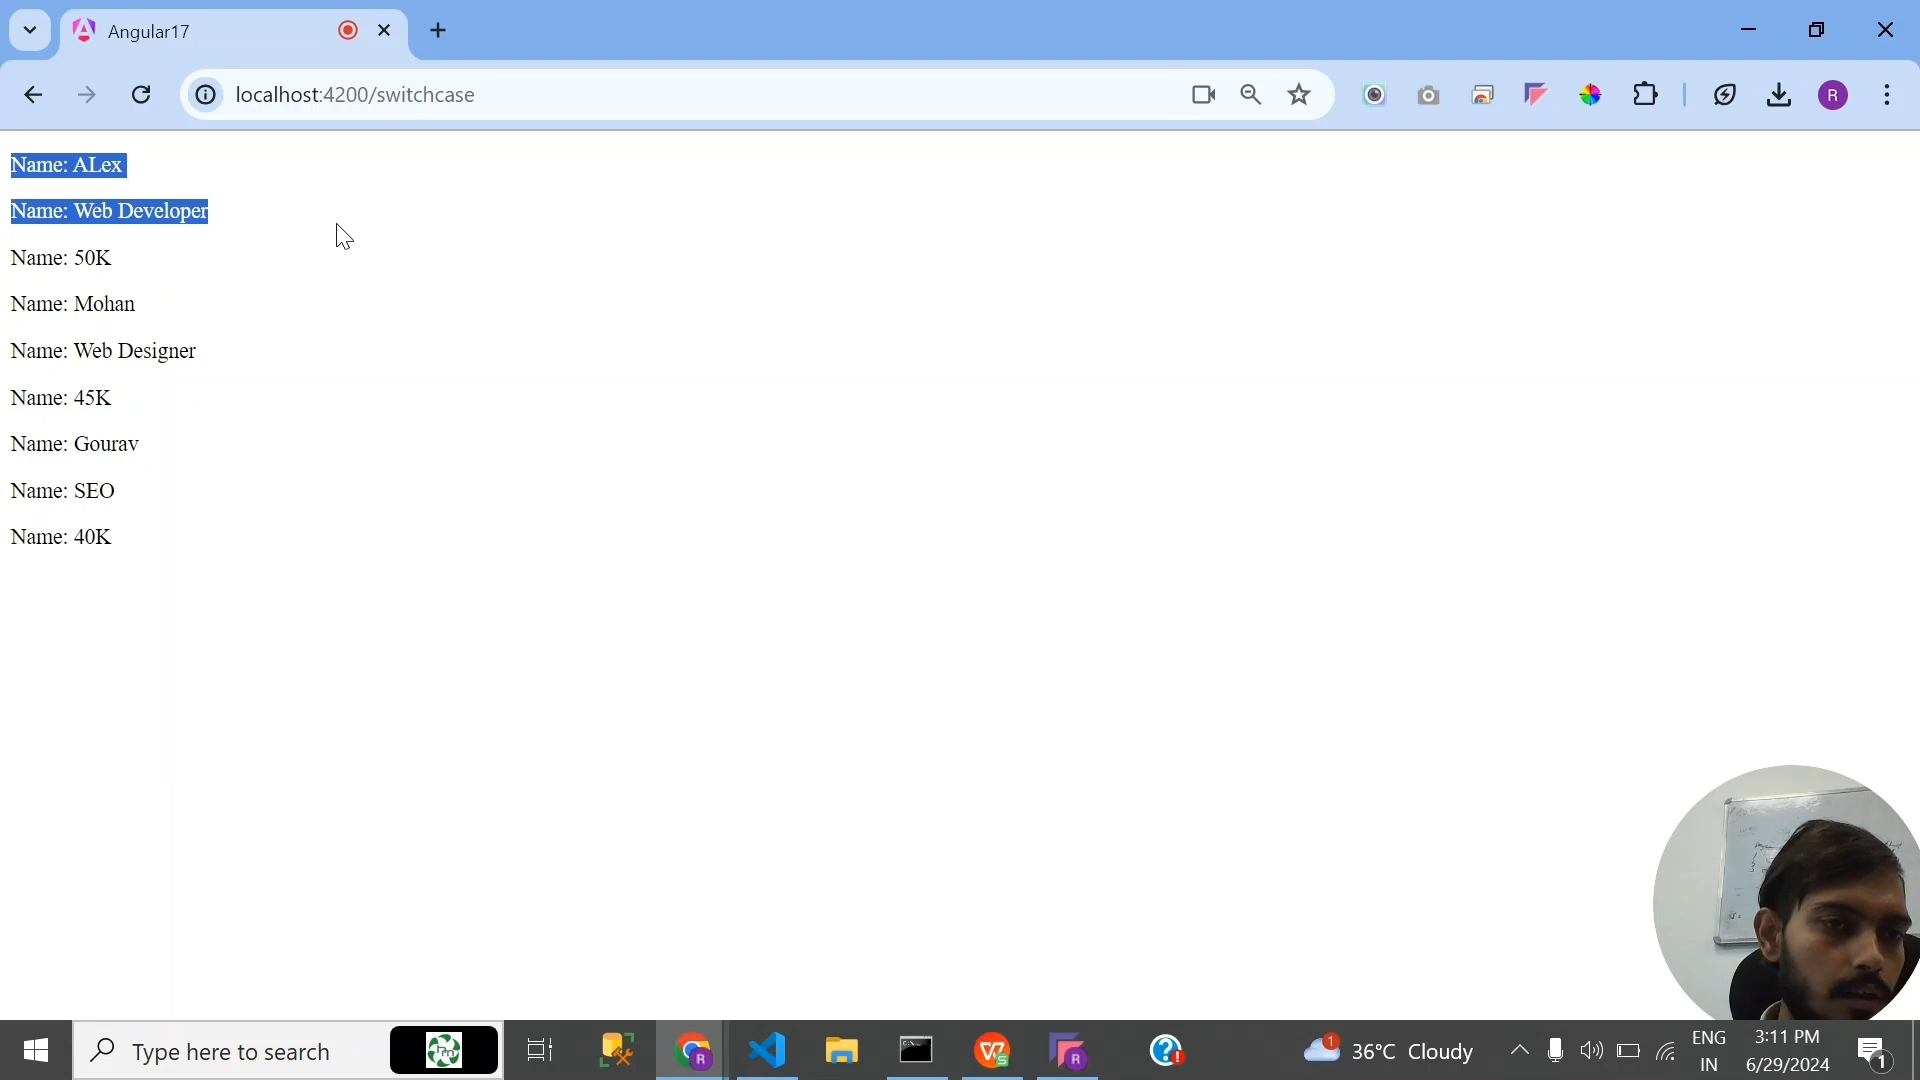 Angular17
localhost:4200/switchcase
R
Name: ALex
Name: Web Developer
Name: 50K
Name: Mohan
Name: Web Designer
Name: 45K
Name: Gourav
Name: SEO
Name: 40K
Type here to search
R
R
1
36°C Cloudy
ENG
IN
3:11 PM
6/29/2024
1